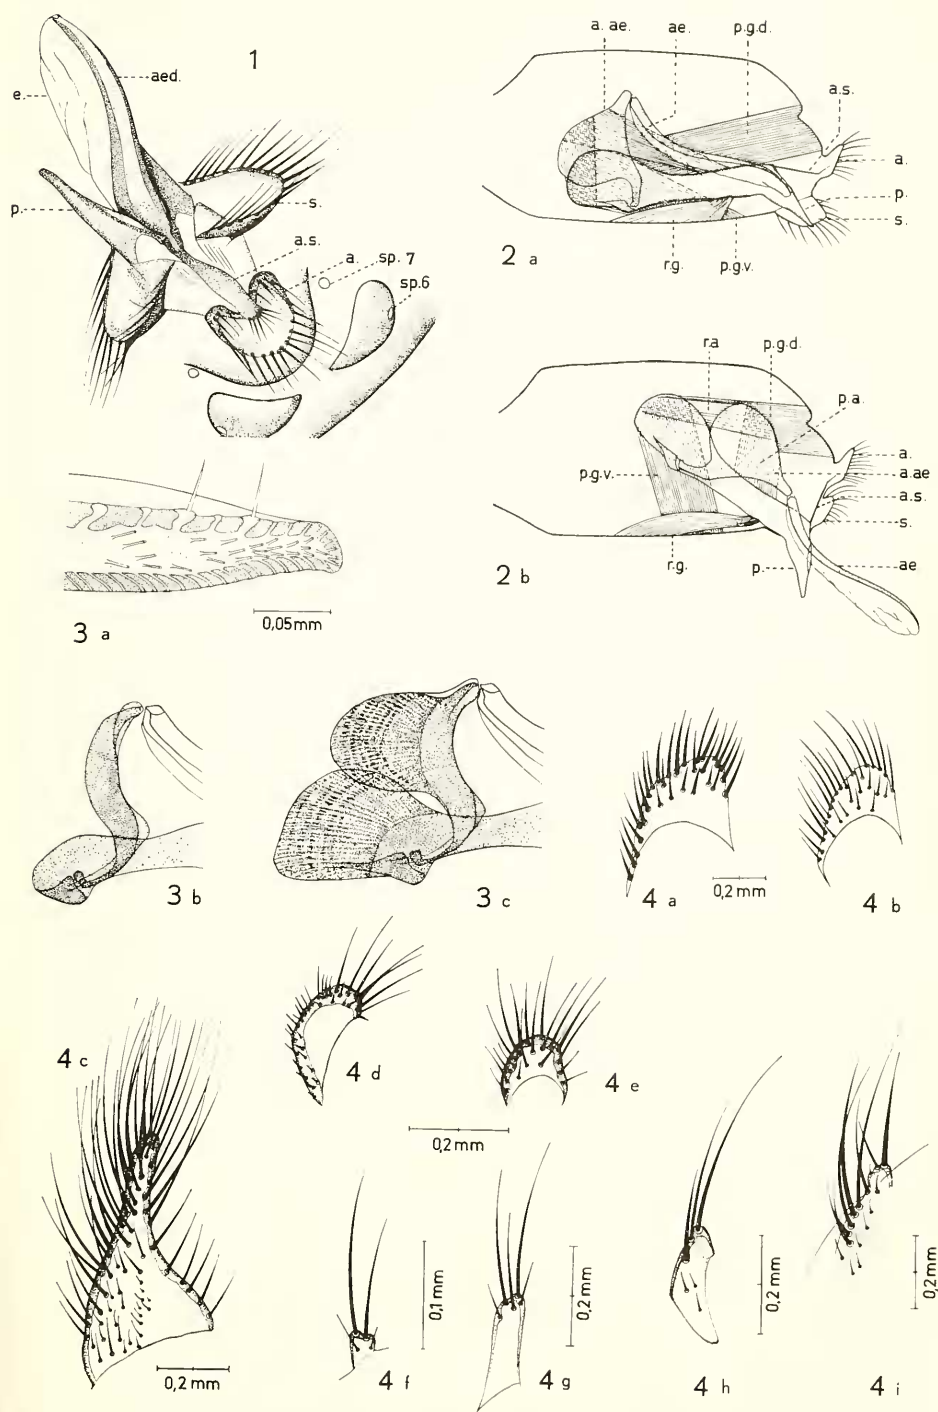 1
aed.
e.
p.
s.
a.s.
a.
sp.7
sp.6
a. ae.
ae.
p.g.d.
a.s.
a.
p.
s.
2 a
r.g.
p.g.v.
r.a
p.g.d.
p.a.
a.
p.g.v.
a.ae
a.s.
s.
2 b
r.g.
p.
ae
0,05mm
3 a
3 b
3 c
4 a
0,2 mm
4 b
4 c
4 d
4 e
0,2 mm
0,1 mm
0,2 mm
0,2 mm
0,2 mm
0,2 mm
4 f
4 g
4 h
4 i